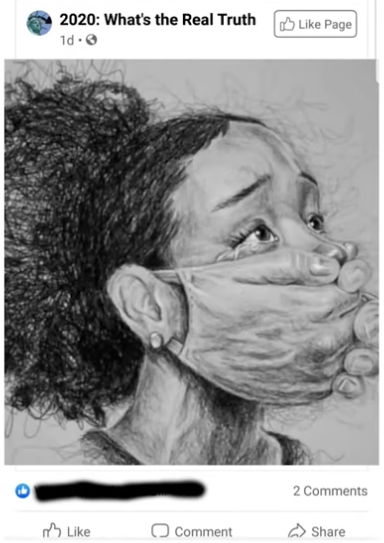 2020: What's the Real Truth
Like Page
1d
2 Comments
Like
Comment
Share